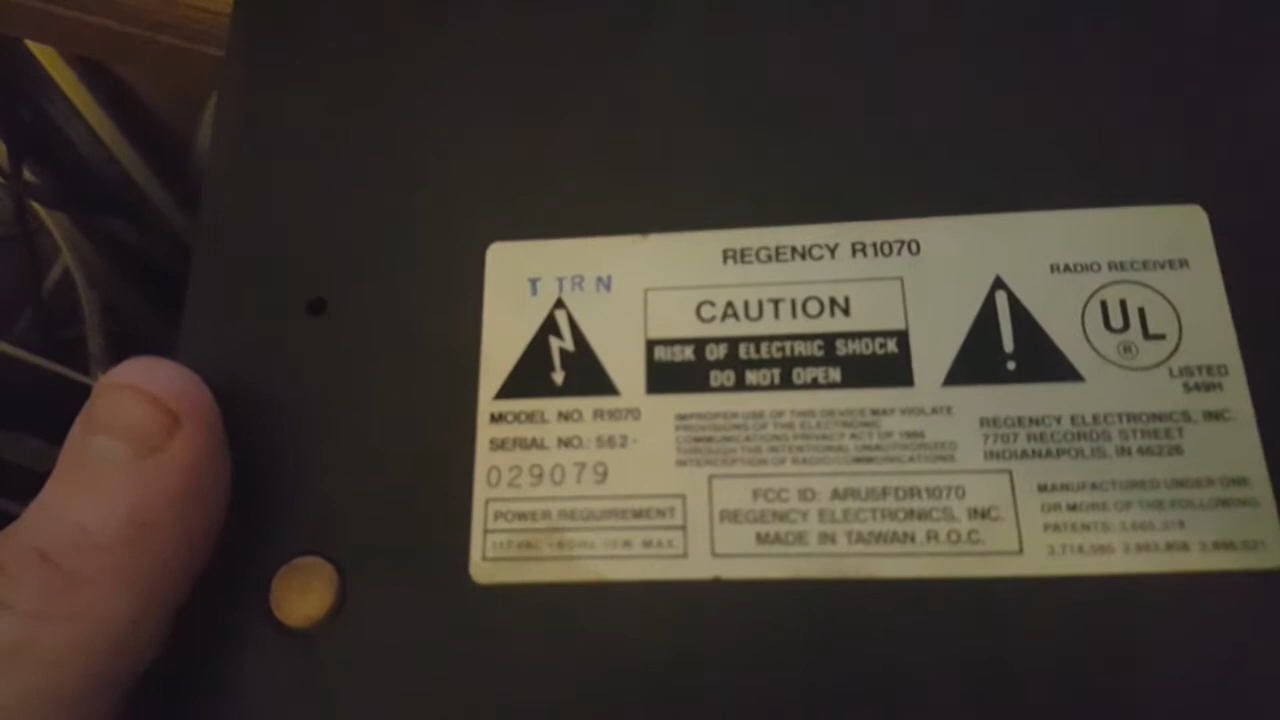 REGENCY R1070
RADIO RECEIVER
T TR N
CAUTION
RISK OF ELECTRIC SHOCK
DO NOT OPEN
UL
®
LISTED
549H
MODEL NO. R1070
SERIAL NO.: 562-
029079
IMPROPER USE OF THIS DEVICE MAY VIOLATE
PROVISIONS OF THE ELECTRONIC
COMMUNICATIONS PRIVACY ACT OF 1986
THROUGH THE INTENTIONAL UNAUTHORIZED
INTERCEPTION OF RADIO COMMUNICATIONS.
REGENCY ELECTRONICS, INC.
7707 RECORDS STREET
INDIANAPOLIS, IN 46226
POWER REQUIREMENT
MAX.
FCC ID: ARU5FDR1070
REGENCY ELECTRONICS, INC.
MADE IN TAIWAN .R.O.C.
MANUFACTURED UNDER ONE
OR MORE OF THE FOLLOWING
PATENTS: